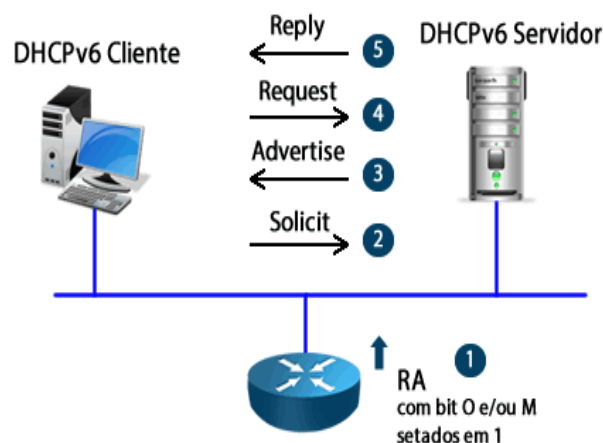 Reply
5
DHCPv6 Cliente
DHCPv6 Servidor
Request
4
Advertise
3
Solicit
2
1
RA
com bit O e/ou M
setados em 1